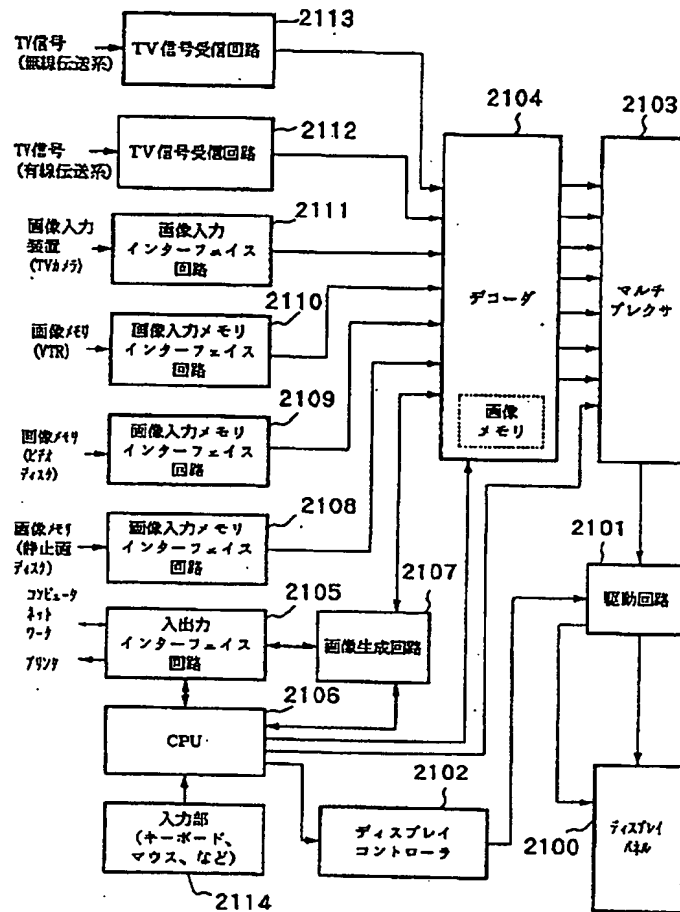 2113
TV信号
(無線伝送系)
TV信号受信回路
2112
TV信号
(有線伝送系)
TV信号受信回路
2104
2103
2111
画像入力
装置
(TVカメラ)
画像入力
インターフェイス
回路
デコーダ
マルチ
プレクサ
2110
画像メモリ
(VTR)
画像入力メモリ
インターフェイス
回路
画像
メモリ
2109
画像メモリ
(ビデオ
ディスク)
画像入力メモリ
インターフェイス
回路
2108
画像メモリ
(静止画
ディスク)
画像入力メモリ
インターフェイス
回路
2101
駆動回路
2107
画像生成回路
2105
コンピュータ
ネット
ワーク
プリンタ
入出力
インターフェイス
回路
2106
CPU
2102
ディスプレイ
コントローラ
2100
ディスプレイ
パネル
入力部
(キーボード、
マウス、など)
2114